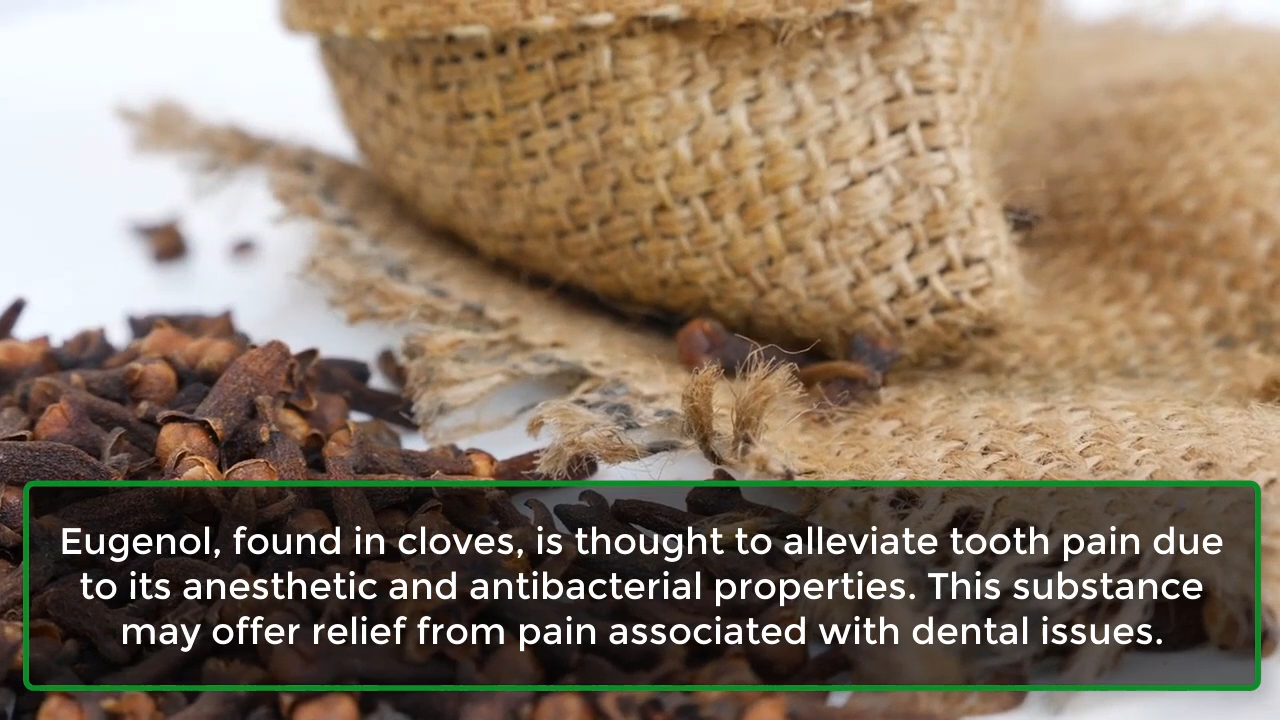 Eugenol, found in cloves, is thought to alleviate tooth pain due
to its anesthetic and antibacterial properties. This substance
may offer relief from pain associated with dental issues.